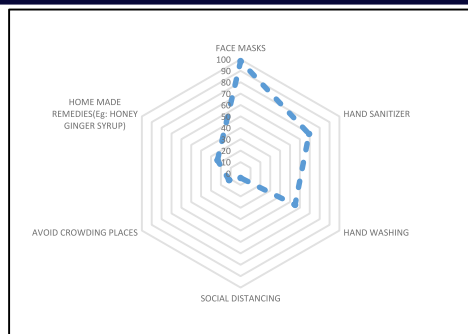 FACE MASKS
100
90
80
70
60
50
40
30
20
10
0
HAND SANITIZER
HAND WASHING
SOCIAL DISTANCING
AVOID CROWDING PLACES
HOME MADE
REMEDIES(Eg: HONEY
GINGER SYRUP)